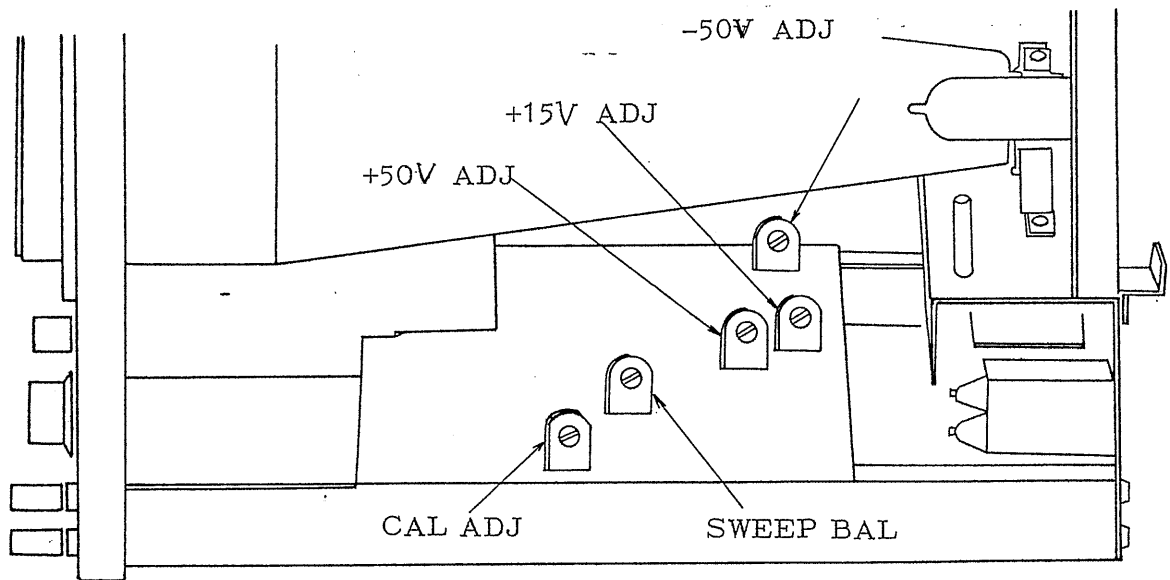 -50V ADJ
+15V ADJ
+50V ADJ
CAL ADJ
SWEEP BAL